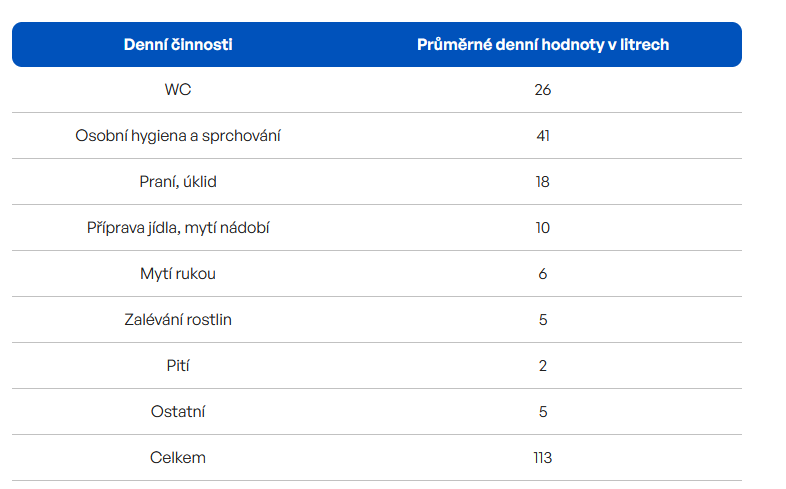 Denní činnosti Průměrné denní hodnoty v litrech
WC 26
Osobní hygiena a sprchování 41
Praní, úklid 18
Příprava jídla, mytí nádobí 10
Mytí rukou 6
Zalévání rostlin 5
Pití 2
Ostatní 5
Celkem 113